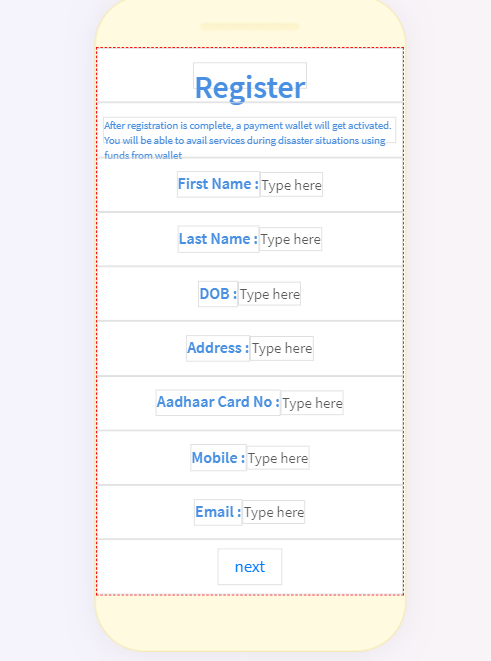 Register
After registration is complete, a payment wallet will get activated.
You will be able to avail services during disaster situations using
funds from wallet
First Name : Type here
Last Name : Type here
DOB : Type here
Address : Type here
Aadhaar Card No : Type here
Mobile : Type here
Email : Type here
next